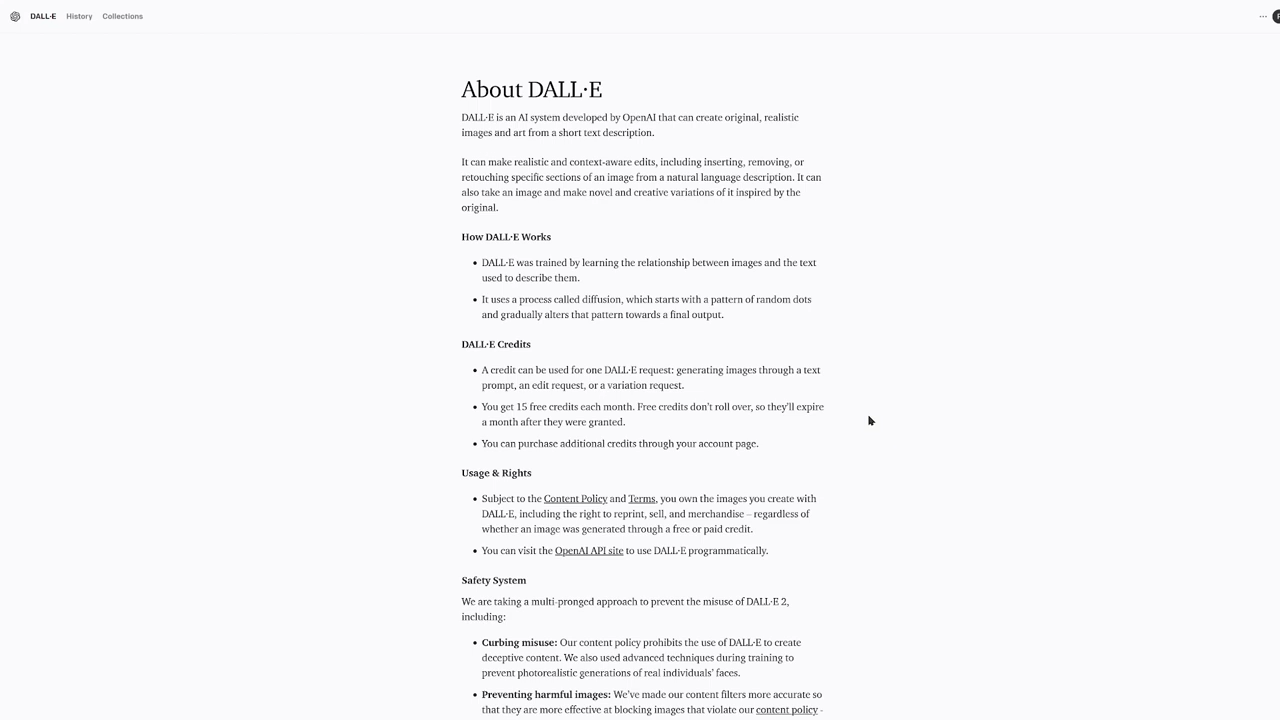 DALL·E History Collections
About DALL·E
DALL·E is an AI system developed by OpenAI that can create original, realistic
images and art from a short text description.
It can make realistic and context-aware edits, including inserting, removing, or
retouching specific sections of an image from a natural language description. It can
also take an image and make novel and creative variations of it inspired by the
original.
How DALL·E Works
• DALL·E was trained by learning the relationship between images and the text
used to describe them.
• It uses a process called diffusion, which starts with a pattern of random dots
and gradually alters that pattern towards a final output.
DALL·E Credits
• A credit can be used for one DALL·E request: generating images through a text
prompt, an edit request, or a variation request.
• You get 15 free credits each month. Free credits don't roll over, so they'll expire
a month after they were granted.
• You can purchase additional credits through your account page.
Usage & Rights
• Subject to the Content Policy and Terms, you own the images you create with
DALL·E, including the right to reprint, sell, and merchandise – regardless of
whether an image was generated through a free or paid credit.
• You can visit the OpenAI API site to use DALL·E programmatically.
Safety System
We are taking a multi-pronged approach to prevent the misuse of DALL·E 2,
including:
• Curbing misuse: Our content policy prohibits the use of DALL·E to create
deceptive content. We also used advanced techniques during training to
prevent photorealistic generations of real individuals' faces.
• Preventing harmful images: We've made our content filters more accurate so
that they are more effective at blocking images that violate our content policy -